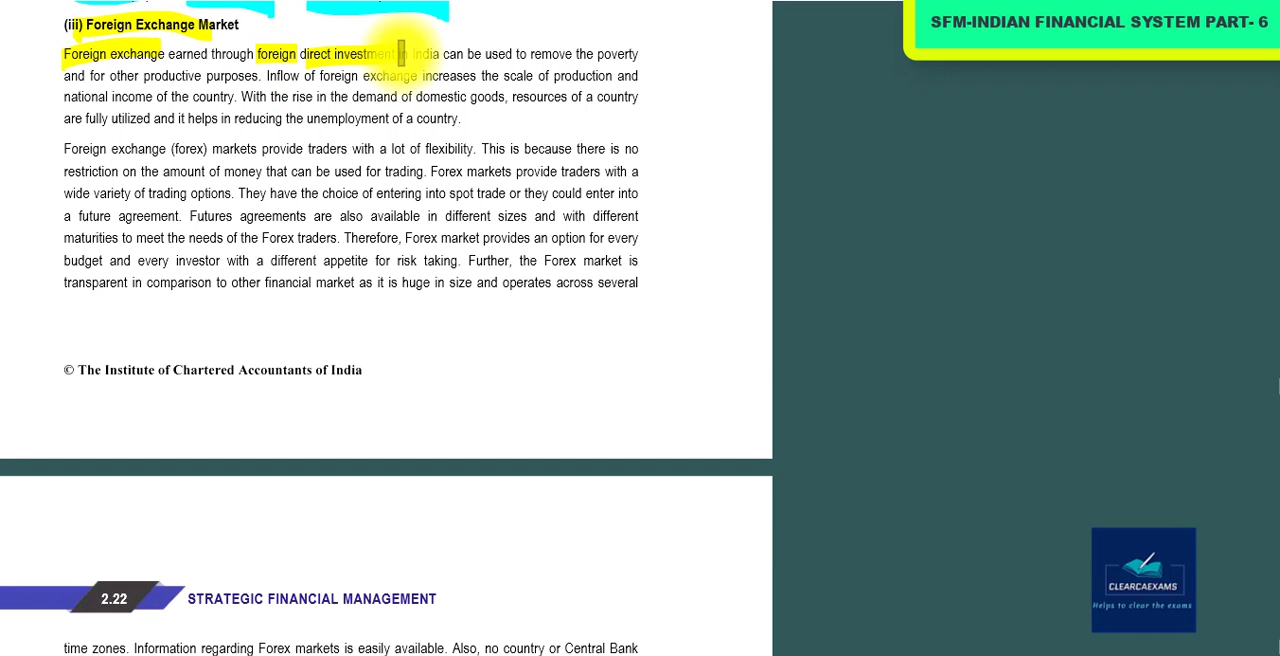 (iii) Foreign Exchange Market
Foreign exchange earned through foreign direct investment in India can be used to remove the poverty
and for other productive purposes. Inflow of foreign exchange increases the scale of production and
national income of the country. With the rise in the demand of domestic goods, resources of a country
are fully utilized and it helps in reducing the unemployment of a country.
Foreign exchange (forex) markets provide traders with a lot of flexibility. This is because there is no
restriction on the amount of money that can be used for trading. Forex markets provide traders with a
wide variety of trading options. They have the choice of entering into spot trade or they could enter into
a future agreement. Futures agreements are also available in different sizes and with different
maturities to meet the needs of the Forex traders. Therefore, Forex market provides an option for every
budget and every investor with a different appetite for risk taking. Further, the Forex market is
transparent in comparison to other financial market as it is huge in size and operates across several
© The Institute of Chartered Accountants of India
2.22 STRATEGIC FINANCIAL MANAGEMENT
time zones. Information regarding Forex markets is easily available. Also, no country or Central Bank
SFM-INDIAN FINANCIAL SYSTEM PART- 6
CLEARCAEXAMS
Helps to clear the exams